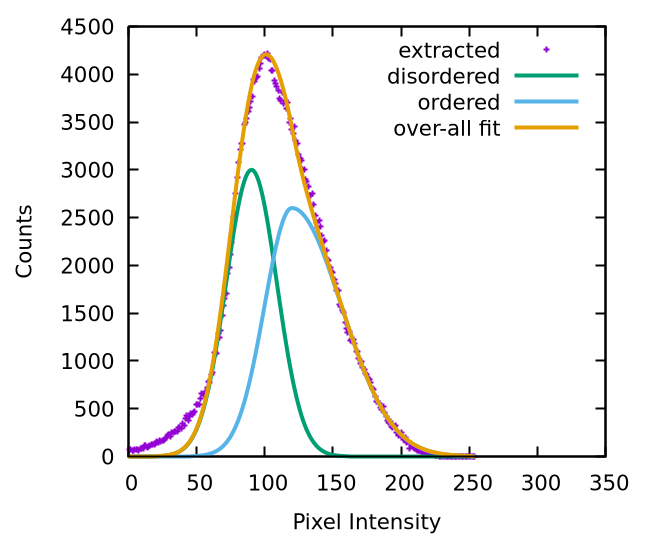 4500
4000
3500
3000
2500
2000
1500
1000
500
0
Counts
extracted
disordered
ordered
over-all fit
0 50 100 150 200 250 300 350
Pixel Intensity